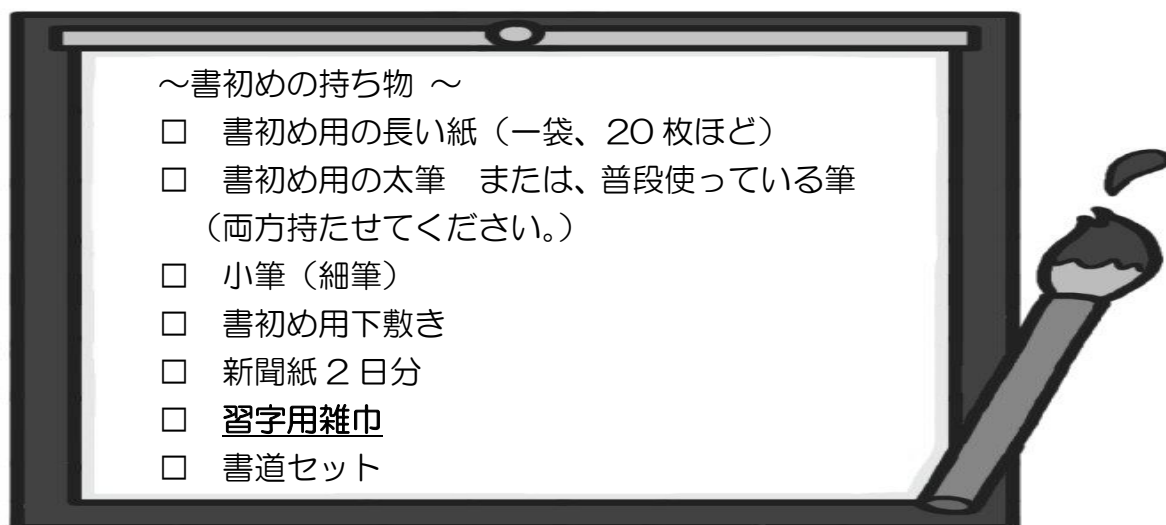 ～書初めの持ち物 ～
□　書初め用の長い紙（一袋、20 枚ほど）
□　書初め用の太筆　または、普段使っている筆
（両方持たせてください。）
□　小筆（細筆）
□　書初め用下敷き
□　新聞紙 2 日分
□　習字用雑巾
□　書道セット